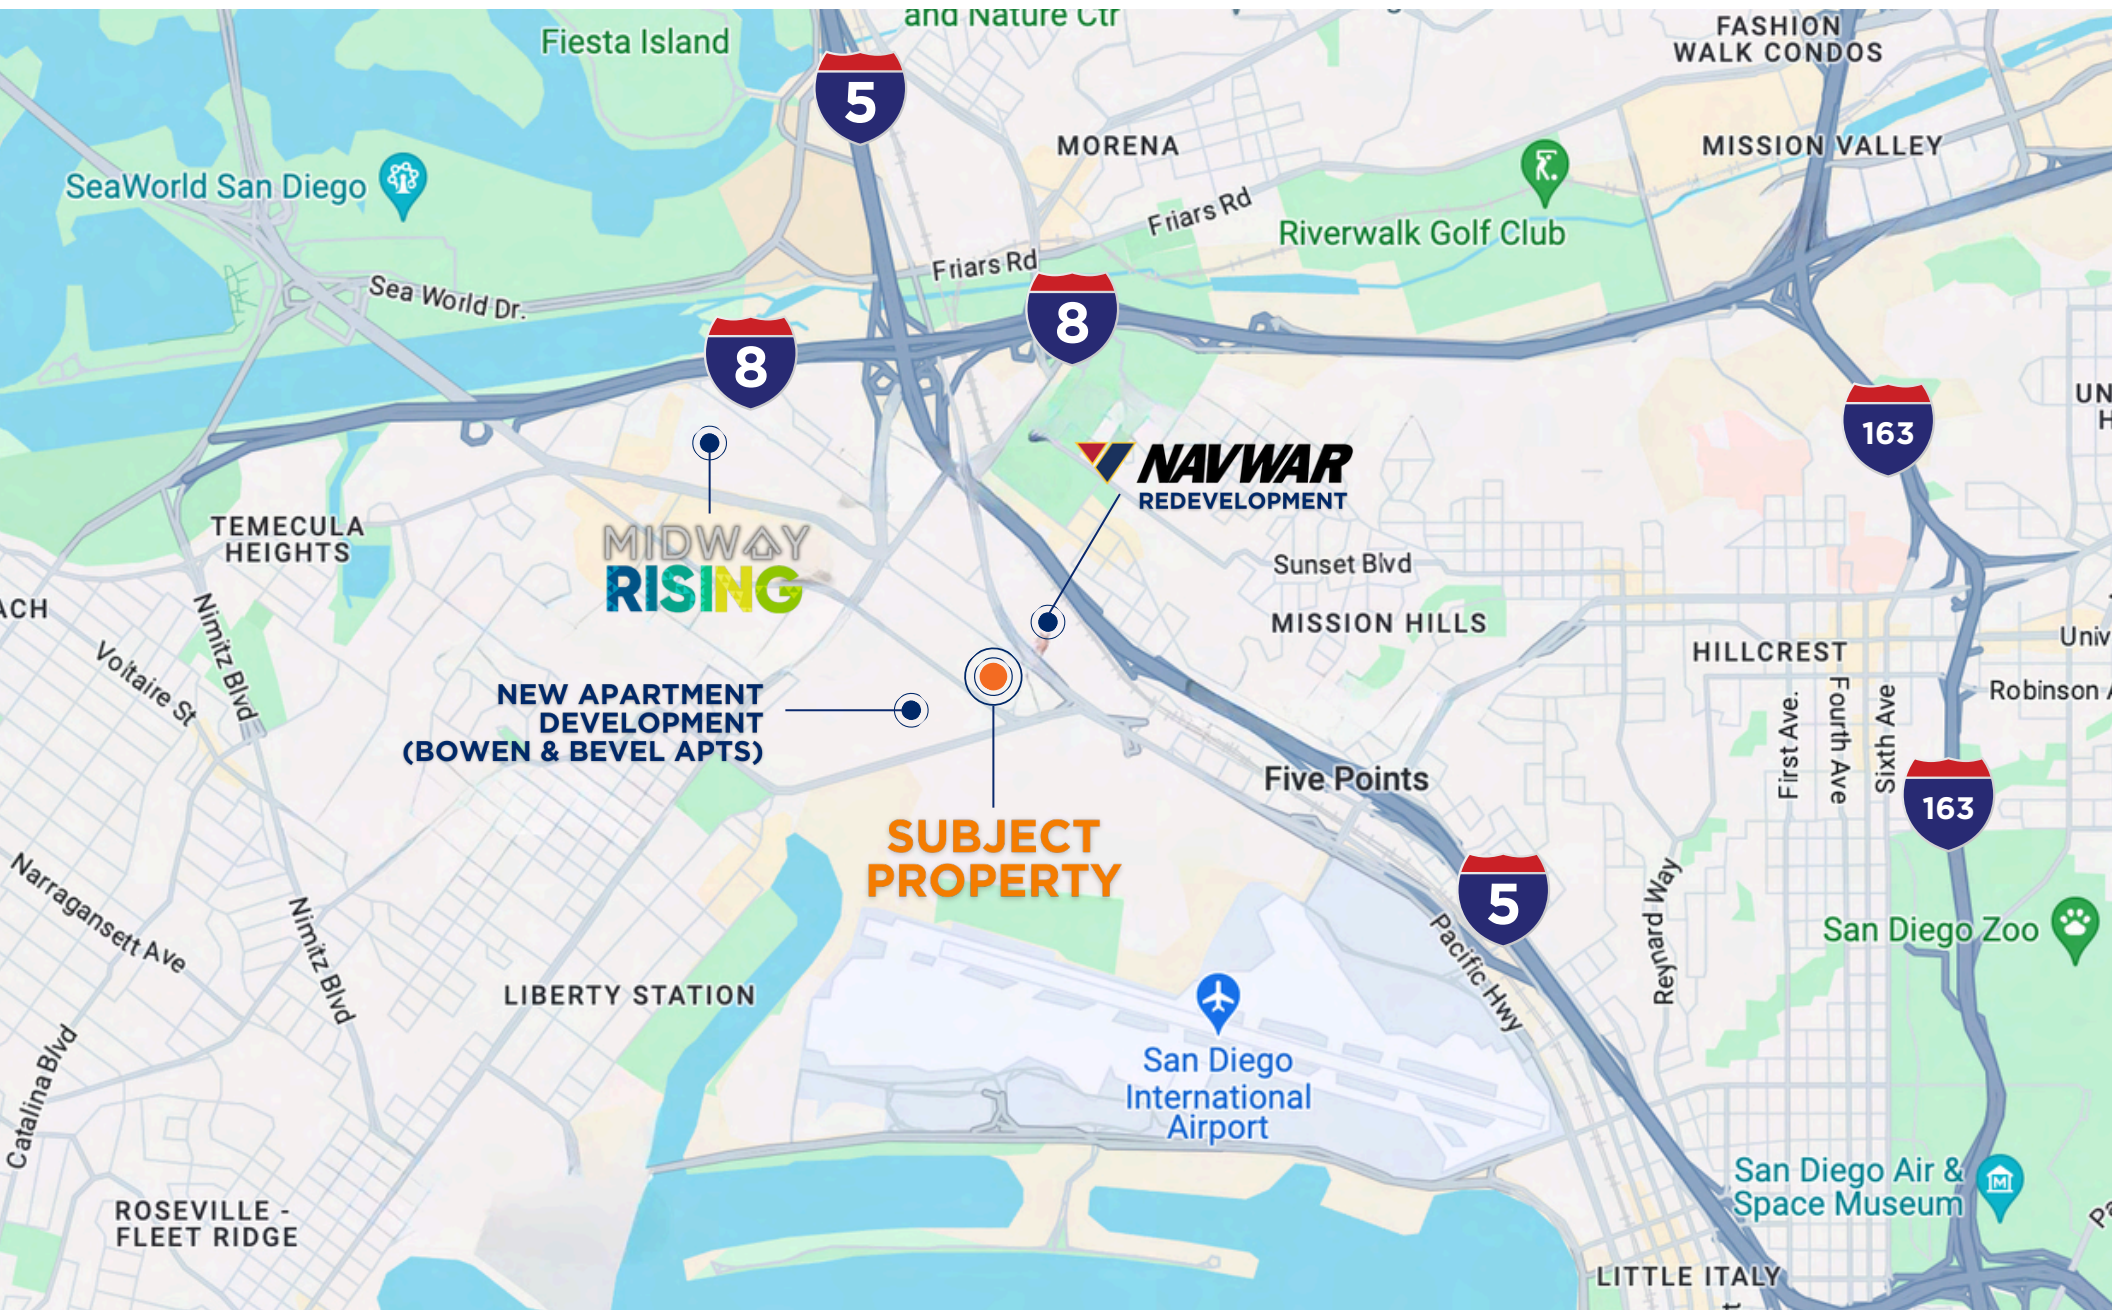 and Nature Ctr
Fiesta Island
FASHION
WALK CONDOS
5
MORENA
MISSION VALLEY
SeaWorld San Diego
Friars Rd
Riverwalk Golf Club
Friars Rd
Sea World Dr.
8
8
163
UN
H
NAVWAR
REDEVELOPMENT
TEMECULA
HEIGHTS
MIDWAY
RISING
Sunset Blvd
ACH
MISSION HILLS
Nimitz Blvd
Voltaire St
HILLCREST
Univ
Robinson A
NEW APARTMENT
DEVELOPMENT
(BOWEN & BEVEL APTS)
First Ave.
Fourth Ave
Sixth Ave
Five Points
163
SUBJECT
PROPERTY
5
Narragansett Ave
Nimitz Blvd
Pacific Hwy
Reynard Way
San Diego Zoo
LIBERTY STATION
San Diego
International
Airport
Catalina Blvd
San Diego Air &
Space Museum
ROSEVILLE -
FLEET RIDGE
Pa
LITTLE ITALY